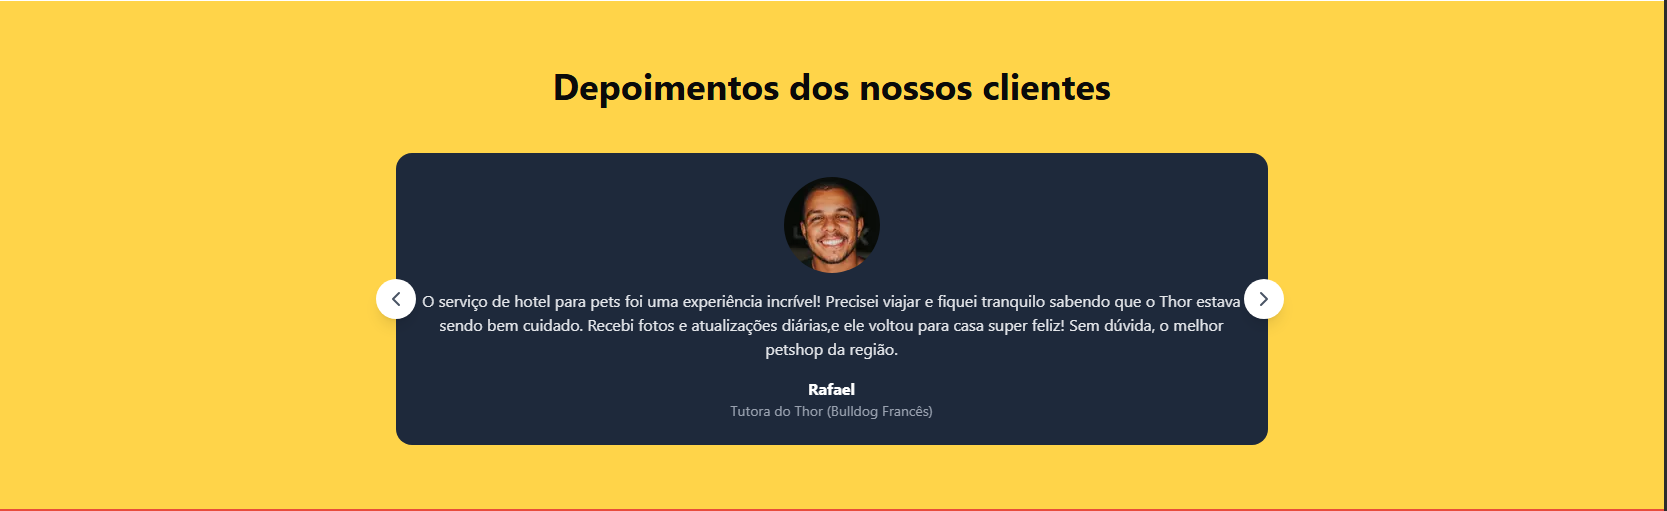 Depoimentos dos nossos clientes
O serviço de hotel para pets foi uma experiência incrível! Precisei viajar e fiquei tranquilo sabendo que o Thor estava
sendo bem cuidado. Recebi fotos e atualizações diárias,e ele voltou para casa super feliz! Sem dúvida, o melhor
petshop da região.
Rafael
Tutora do Thor (Bulldog Francês)